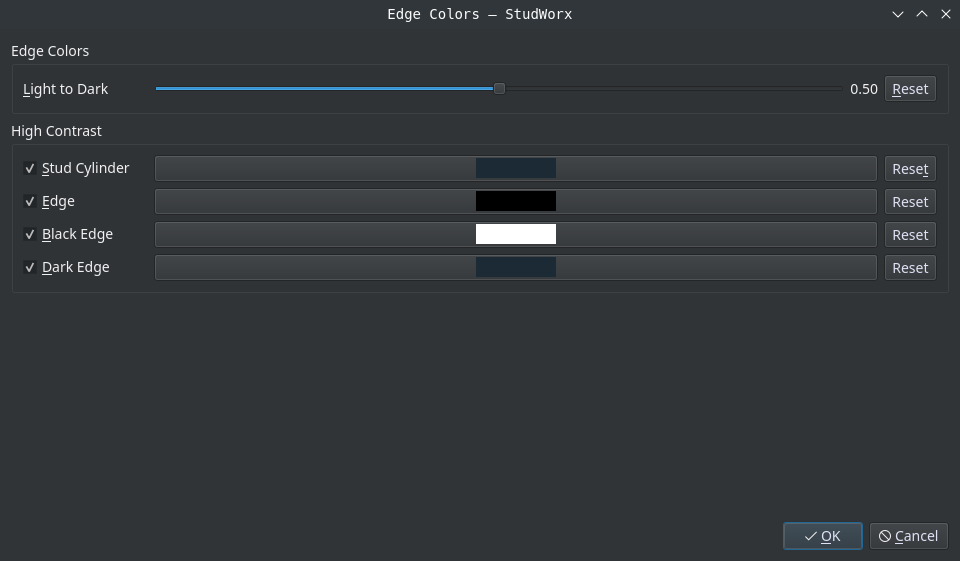 Edge Colors — StudWorx
Edge Colors
Light to Dark 0.50 Reset
High Contrast
Stud Cylinder Reset
Edge Reset
Black Edge Reset
Dark Edge Reset
OK Cancel